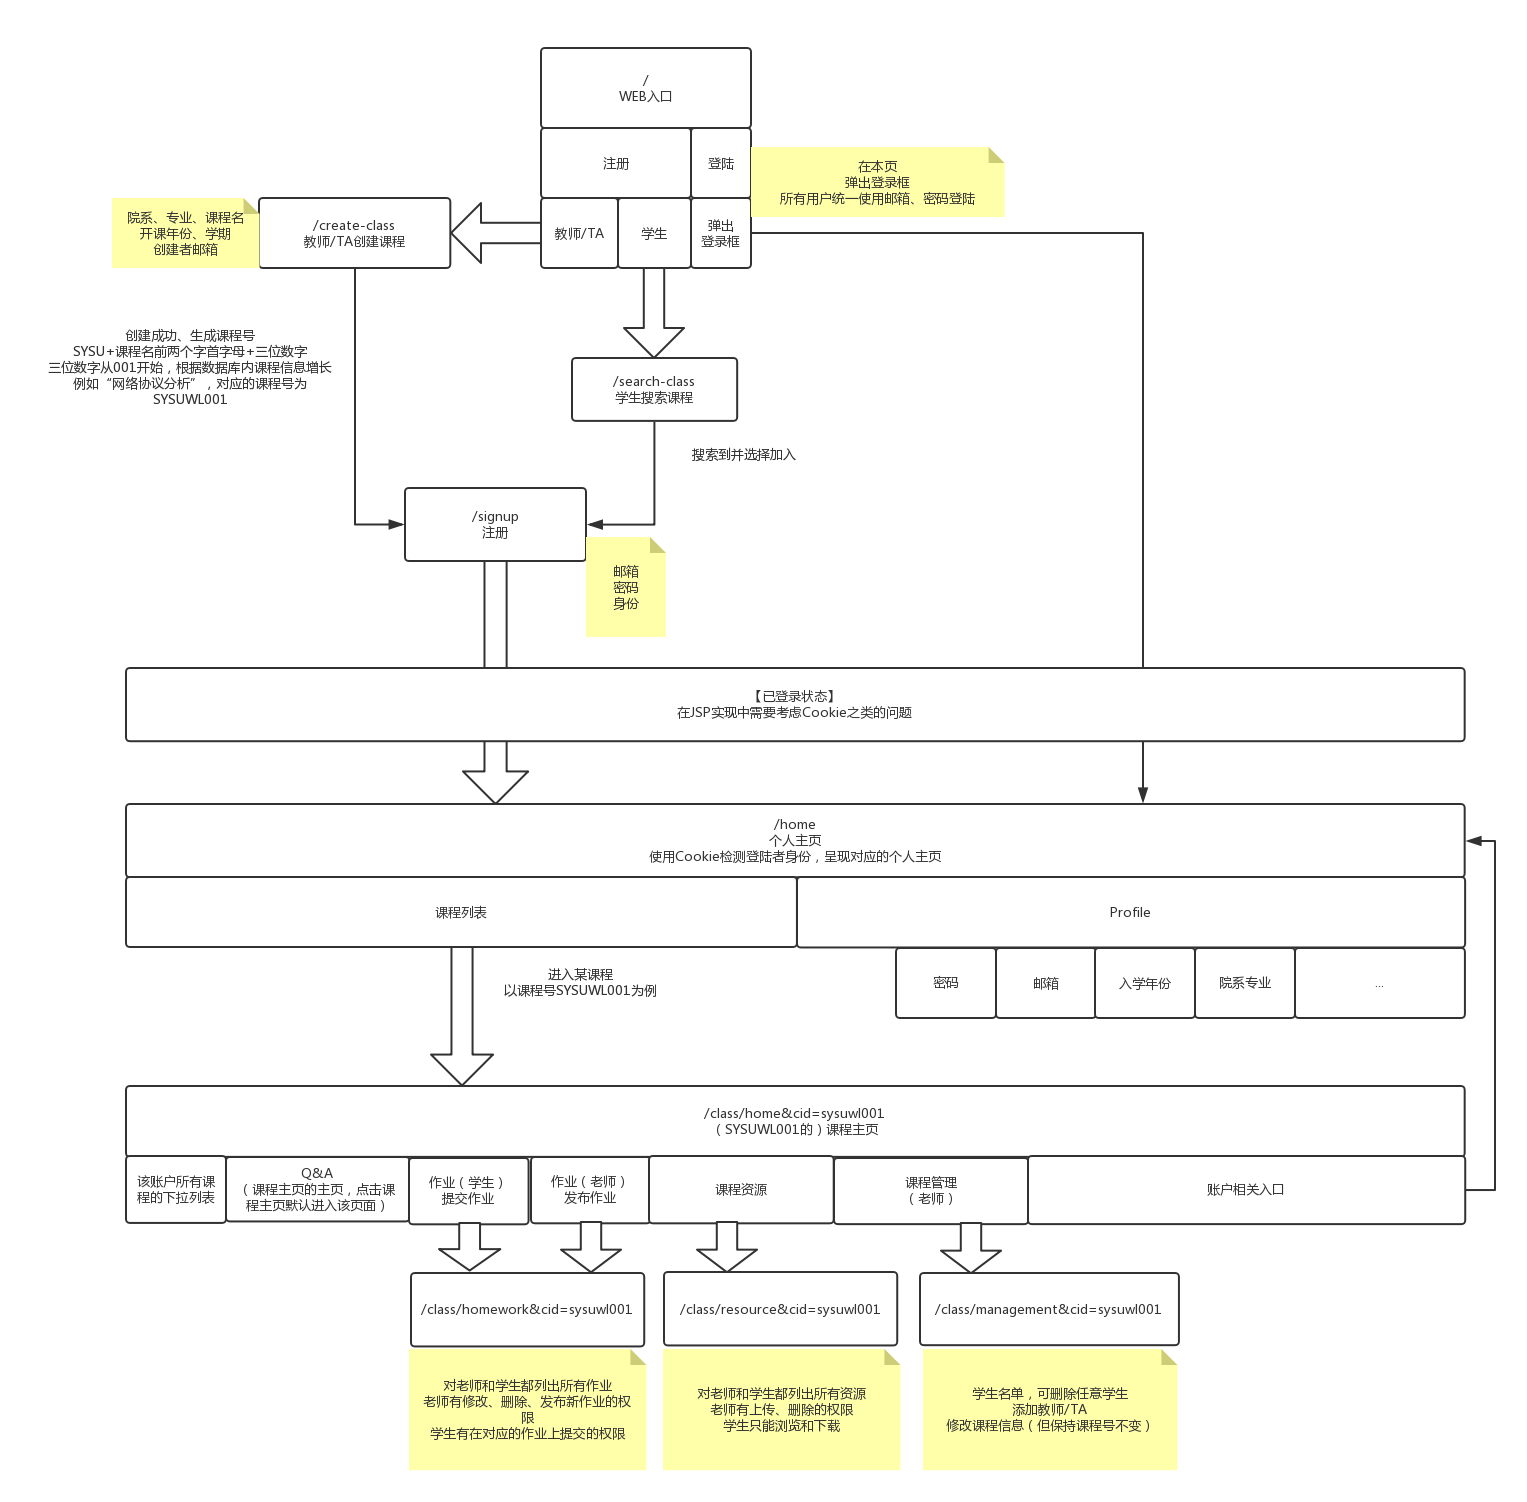 /
WEB入口
注册
登陆
在本页
弹出登录框
所有用户统一使用邮箱、密码登陆
院系、专业、课程名
开课年份、学期
创建者邮箱
/create-class
教师/TA创建课程
教师/TA
学生
弹出
登录框
创建成功、生成课程号
SYSU+课程名前两个字首字母+三位数字
三位数字从001开始，根据数据库内课程信息增长
例如“网络协议分析”，对应的课程号为
SYSUWL001
/search-class
学生搜索课程
搜索到并选择加入
/signup
注册
邮箱
密码
身份
【已登录状态】
在JSP实现中需要考虑Cookie之类的问题
/home
个人主页
使用Cookie检测登陆者身份，呈现对应的个人主页
课程列表
Profile
进入某课程
以课程号SYSUWL001为例
密码
邮箱
入学年份
院系专业
...
/class/home&cid=sysuwl001
（SYSUWL001的）课程主页
该账户所有课
程的下拉列表
Q&A
（课程主页的主页，点击课
程主页默认进入该页面）
作业（学生）
提交作业
作业（老师）
发布作业
课程资源
课程管理
（老师）
账户相关入口
/class/homework&cid=sysuwl001
/class/resource&cid=sysuwl001
/class/management&cid=sysuwl001
对老师和学生都列出所有作业
老师有修改、删除、发布新作业的权
限
学生有在对应的作业上提交的权限
对老师和学生都列出所有资源
老师有上传、删除的权限
学生只能浏览和下载
学生名单，可删除任意学生
添加教师/TA
修改课程信息（但保持课程号不变）